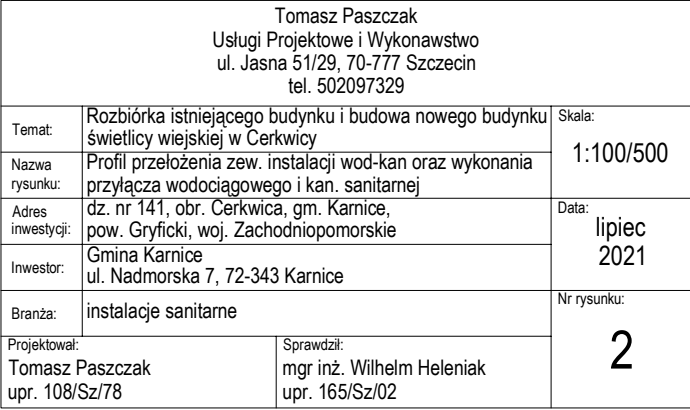 Tomasz Paszczak
Usługi Projektowe i Wykonawstwo
ul. Jasna 51/29, 70-777 Szczecin
tel. 502097329
Temat:
Rozbiórka istniejącego budynku i budowa nowego budynku
świetlicy wiejskiej w Cerkwicy
Skala:
1:100/500
Nazwa
rysunku:
Profil przełożenia zew. instalacji wod-kan oraz wykonania
przyłącza wodociągowego i kan. sanitarnej
Adres
inwestycji:
dz. nr 141, obr. Cerkwica, gm. Karnice,
pow. Gryficki, woj. Zachodniopomorskie
Data:
lipiec
2021
Inwestor:
Gmina Karnice
ul. Nadmorska 7, 72-343 Karnice
Branża:
instalacje sanitarne
Nr rysunku:
2
Projektował:
Tomasz Paszczak
upr. 108/Sz/78
Sprawdził:
mgr inż. Wilhelm Heleniak
upr. 165/Sz/02